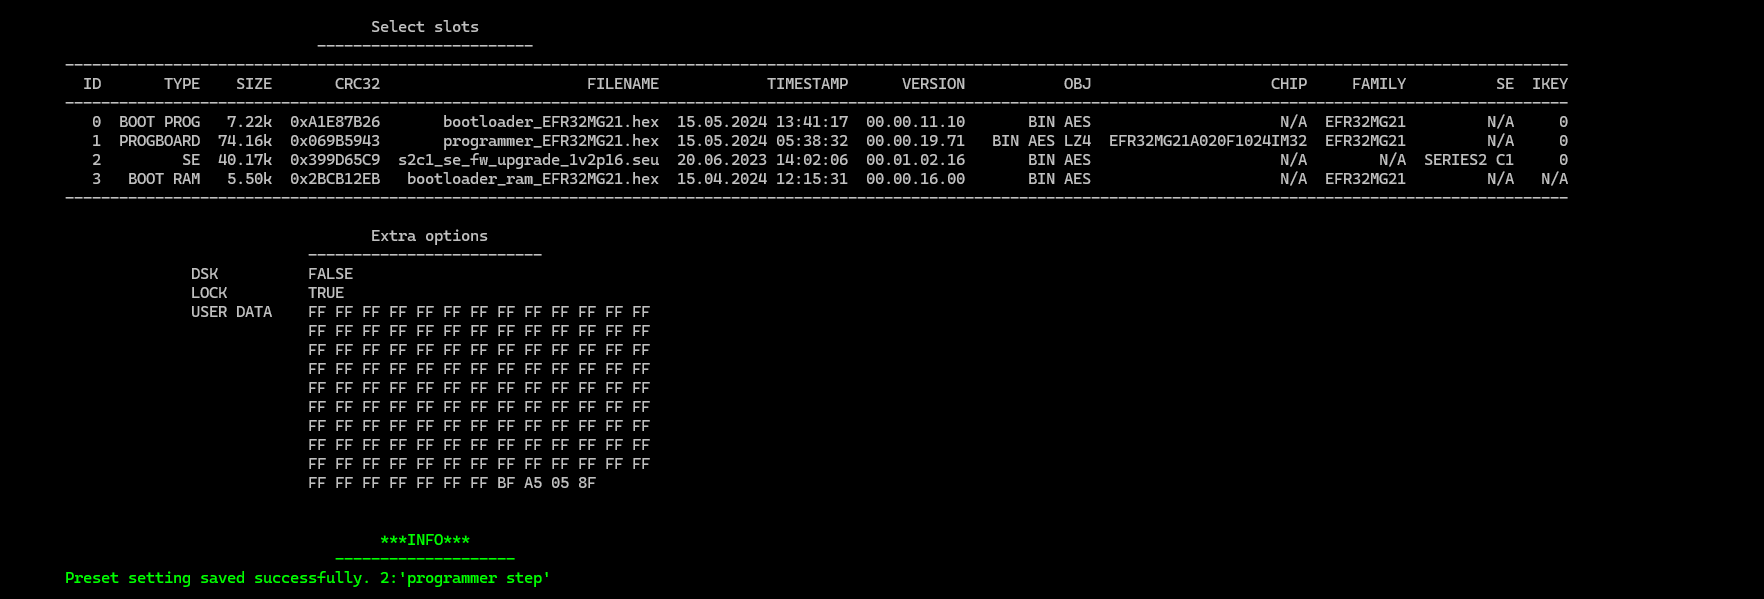 Select slots
------------------------
-----------------------------------------------------------------------------------------------------------------------------------------------------------------------
ID TYPE SIZE CRC32 FILENAME TIMESTAMP VERSION OBJ CHIP FAMILY SE IKEY
-----------------------------------------------------------------------------------------------------------------------------------------------------------------------
0 BOOT PROG 7.22k 0xA1E87B26 bootloader_EFR32MG21.hex 15.05.2024 13:41:17 00.00.11.10 BIN AES N/A EFR32MG21 N/A 0
1 PROGBOARD 74.16k 0x069B5943 programmer_EFR32MG21.hex 15.05.2024 05:38:32 00.00.19.71 BIN AES LZ4 EFR32MG21A020F1024IM32 EFR32MG21 N/A 0
2 SE 40.17k 0x399D65C9 s2c1_se_fw_upgrade_1v2p16.seu 20.06.2023 14:02:06 00.01.02.16 BIN AES N/A N/A SERIES2 C1 0
3 BOOT RAM 5.50k 0x2BCB12EB bootloader_ram_EFR32MG21.hex 15.04.2024 12:15:31 00.00.16.00 BIN AES N/A EFR32MG21 N/A N/A
-----------------------------------------------------------------------------------------------------------------------------------------------------------------------
Extra options
--------------------------
DSK FALSE
LOCK TRUE
USER DATA FF FF FF FF FF FF FF FF FF FF FF FF FF
FF FF FF FF FF FF FF FF FF FF FF FF FF
FF FF FF FF FF FF FF FF FF FF FF FF FF
FF FF FF FF FF FF FF FF FF FF FF FF FF
FF FF FF FF FF FF FF FF FF FF FF FF FF
FF FF FF FF FF FF FF FF FF FF FF FF FF
FF FF FF FF FF FF FF FF FF FF FF FF FF
FF FF FF FF FF FF FF FF FF FF FF FF FF
FF FF FF FF FF FF FF FF FF FF FF FF FF
FF FF FF FF FF FF FF BF A5 05 8F
***INFO***
--------------------
Preset setting saved successfully. 2:'programmer step'